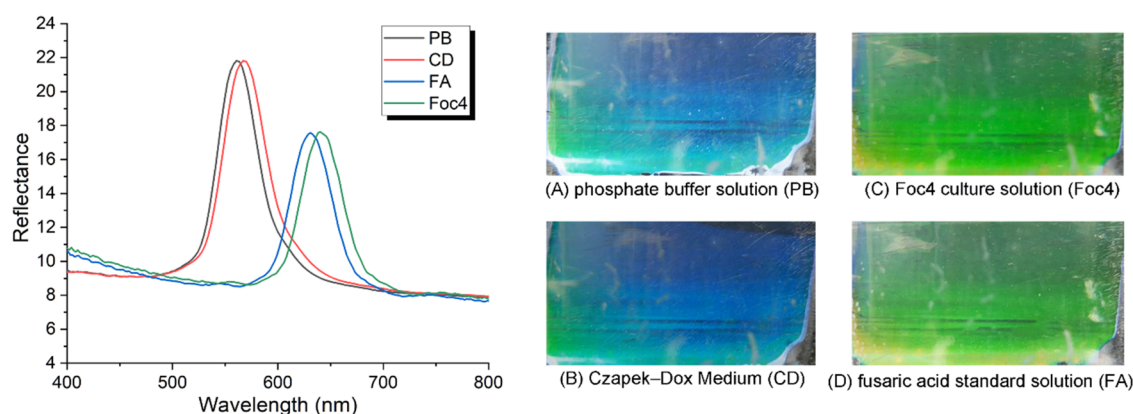 24
22
20
18
16
14
12
10
8
6
4
Reflectance
400
500
600
700
800
Wavelength (nm)
PB
CD
FA
Foc4
(A) phosphate buffer solution (PB)
(C) Foc4 culture solution (Foc4)
(B) Czapek–Dox Medium (CD)
(D) fusaric acid standard solution (FA)